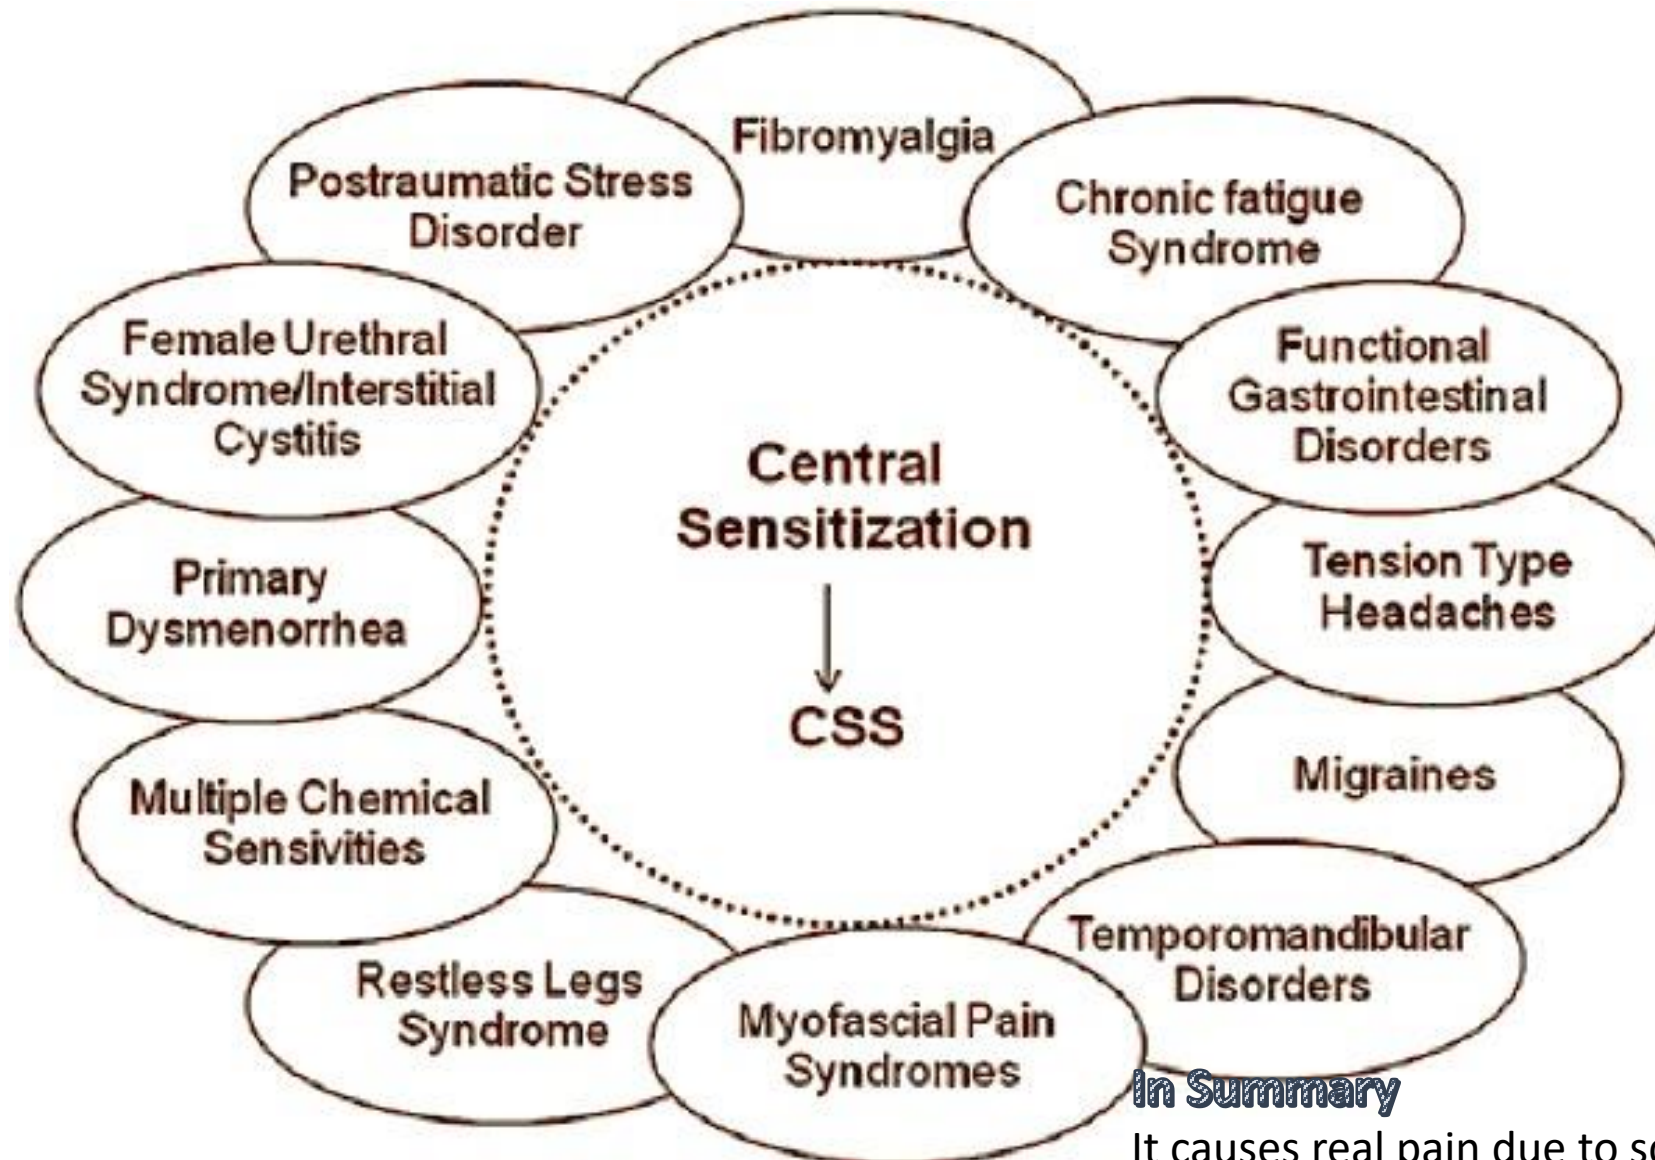 Fibromyalgia
Postraumatic Stress
Disorder
Chronic fatigue
Syndrome
Female Urethral
Syndrome/Interstitial
Cystitis
Functional
Gastrointestinal
Disorders
Central
Sensitization
CSS
Primary
Dysmenorrhea
Tension Type
Headaches
Multiple Chemical
Sensivities
Migraines
Restless Legs
Syndrome
Myofascial Pain
Syndromes
Temporomandibular
Disorders
In Summary
It causes real pain due to